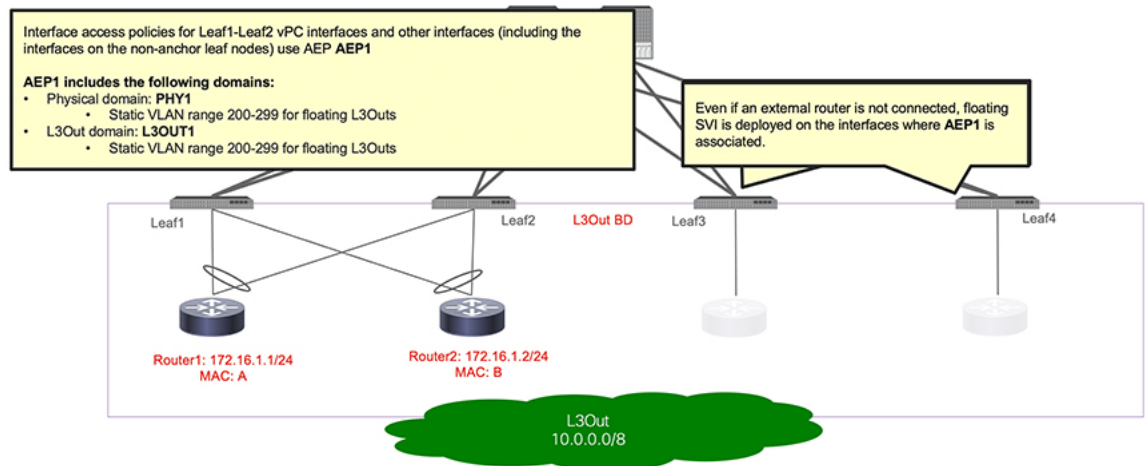 Interface access policies for Leaf1-Leaf2 vPC interfaces and other interfaces (including the
interfaces on the non-anchor leaf nodes) use AEP AEP1
AEP1 includes the following domains:
• Physical domain: PHY1
• Static VLAN range 200-299 for floating L3Outs
• L3Out domain: L3OUT1
• Static VLAN range 200-299 for floating L3Outs
Even if an external router is not connected, floating
SVI is deployed on the interfaces where AEP1 is
associated.
Leaf1
Leaf2
L3Out BD
Leaf3
Leaf4
Router1: 172.16.1.1/24
MAC: A
Router2: 172.16.1.2/24
MAC: B
L3Out
10.0.0.0/8